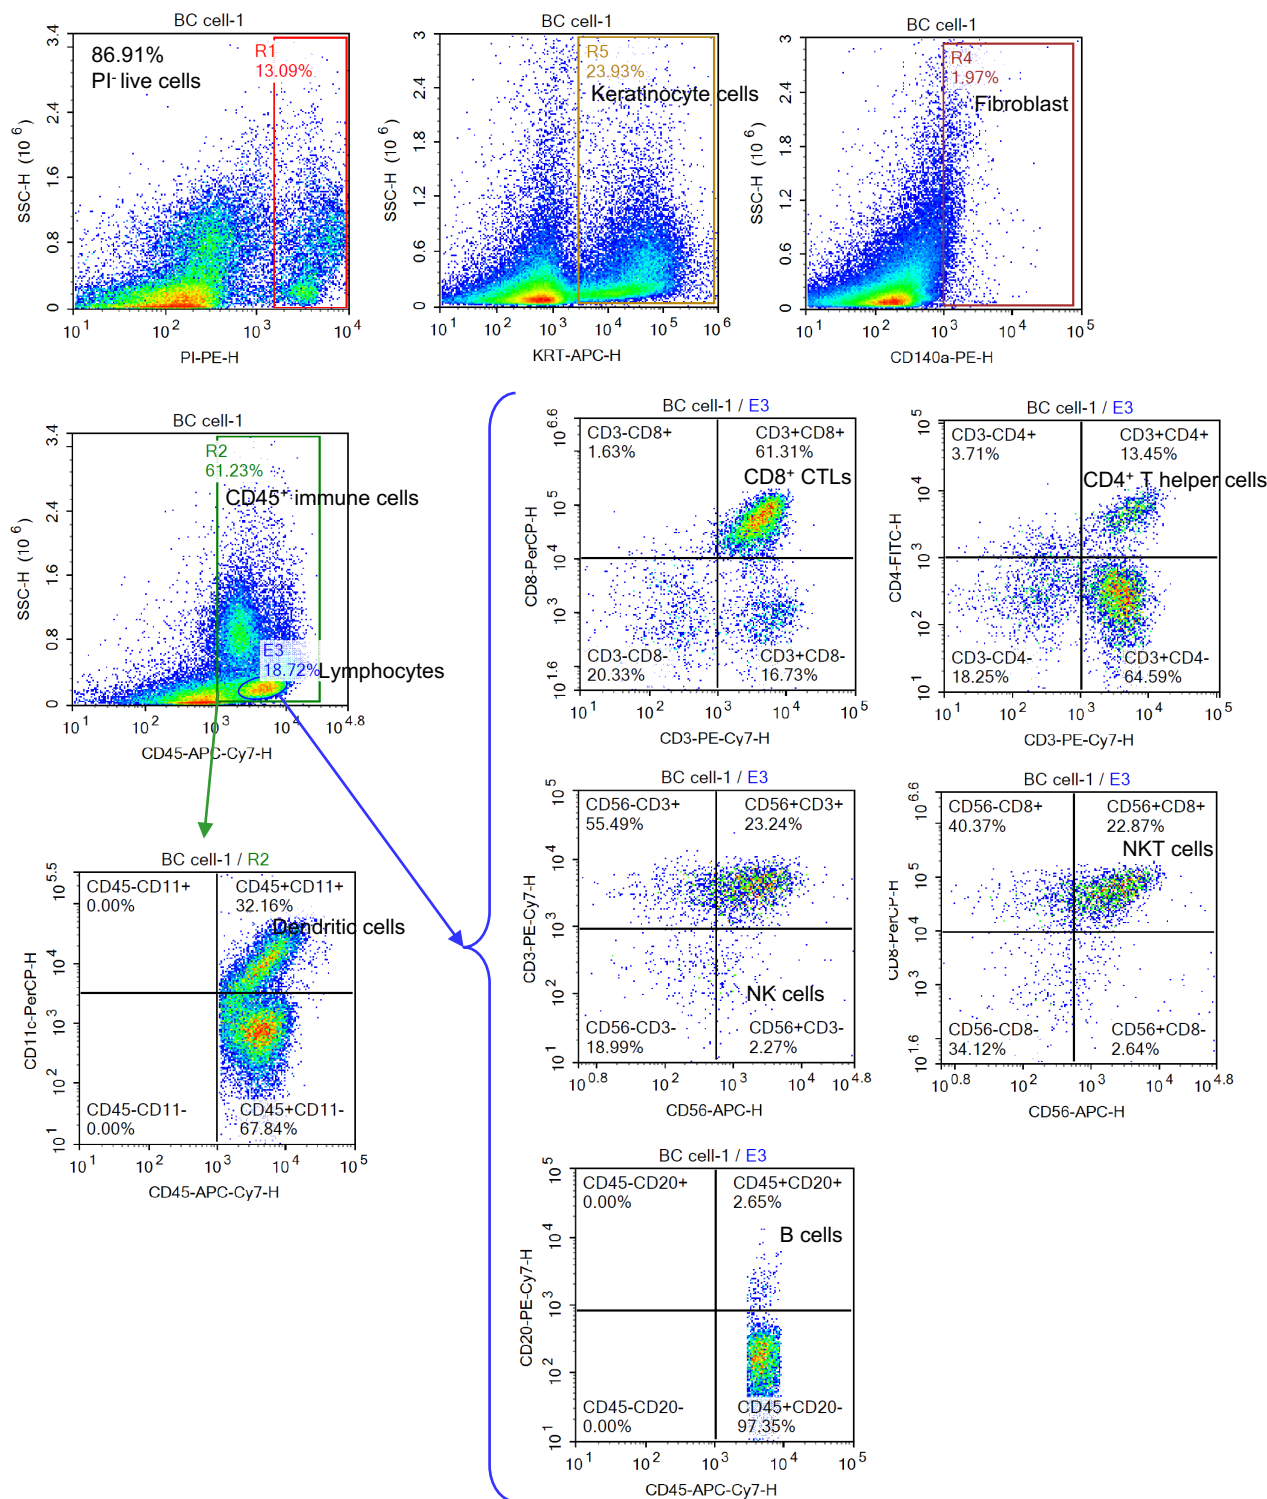 BC cell-1
3.4
2.4
1.6
0.8
0
SSC-H (10 6)
86.91%
PI- live cells
R1
13.09%
10 1
10 2
10 3
10 4
PI-PE-H
BC cell-1
3
2.4
1.8
1.2
0.6
0
SSC-H (10 6)
R5
23.93%
Keratinocyte cells
10 1
10 2
10 3
10 4
10 5
10 6
KRT-APC-H
BC cell-1
3
2.4
1.8
1.2
0.6
0
SSC-H (10 6)
R4
1.97%
Fibroblast
10 1
10 2
10 3
10 4
10 5
CD140a-PE-H
BC cell-1
3.4
2.4
1.6
0.8
0
SSC-H (10 6)
R2
61.23%
CD45+ immune cells
E3
18.72%
Lymphocytes
10 1
10 2
10 3
10 4
10 4.8
CD45-APC-Cy7-H
BC cell-1 / E3
10 6.6
10 5
10 4
10 3
10 1.6
CD8-PerCP-H
CD3-CD8+
1.63%
CD3+CD8+
61.31%
CD8+ CTLs
CD3-CD8-
20.33%
CD3+CD8-
16.73%
10 1
10 2
10 3
10 4
10 5
CD3-PE-Cy7-H
BC cell-1 / E3
10 5
10 4
10 3
10 2
10 1
CD4-FITC-H
CD3-CD4+
3.71%
CD3+CD4+
13.45%
CD4+ T helper cells
CD3-CD4-
18.25%
CD3+CD4-
64.59%
10 1
10 2
10 3
10 4
10 5
CD3-PE-Cy7-H
BC cell-1 / R2
10 5.5
10 4
10 3
10 2
10 1
CD11c-PerCP-H
CD45-CD11+
0.00%
CD45+CD11+
32.16%
Dendritic cells
CD45-CD11-
0.00%
CD45+CD11-
67.84%
10 1
10 2
10 3
10 4
10 5
CD45-APC-Cy7-H
BC cell-1 / E3
10 5
10 4
10 3
10 2
10 1
CD3-PE-Cy7-H
CD56-CD3+
55.49%
CD56+CD3+
23.24%
NK cells
CD56-CD3-
18.99%
CD56+CD3-
2.27%
10 0.8
10 2
10 3
10 4
10 4.8
CD56-APC-H
BC cell-1 / E3
10 6.6
10 5
10 4
10 3
10 1.6
CD8-PerCP-H
CD56-CD8+
40.37%
CD56+CD8+
22.87%
NKT cells
CD56-CD8-
34.12%
CD56+CD8-
2.64%
10 0.8
10 2
10 3
10 4
10 4.8
CD56-APC-H
BC cell-1 / E3
10 5
10 4
10 3
10 2
10 1
CD20-PE-Cy7-H
CD45-CD20+
0.00%
CD45+CD20+
2.65%
B cells
CD45-CD20-
0.00%
CD45+CD20-
97.35%
10 1
10 2
10 3
10 4
10 5
CD45-APC-Cy7-H